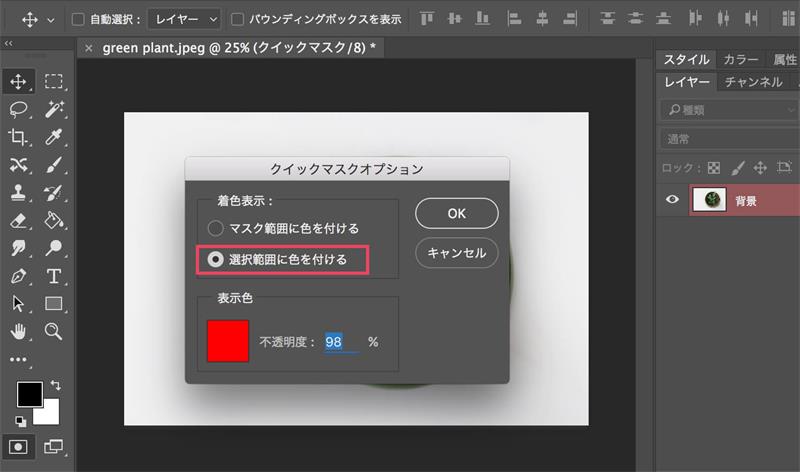 自動選択： レイヤー バウンディングボックスを表示
green plant.jpeg @ 25% (クイックマスク/8) *
スタイル カラー 属性
レイヤー チャンネル
種類
通常
ロック：
背景
クイックマスクオプション
着色表示：
マスク範囲に色を付ける
選択範囲に色を付ける
OK
キャンセル
表示色
不透明度： 98 %